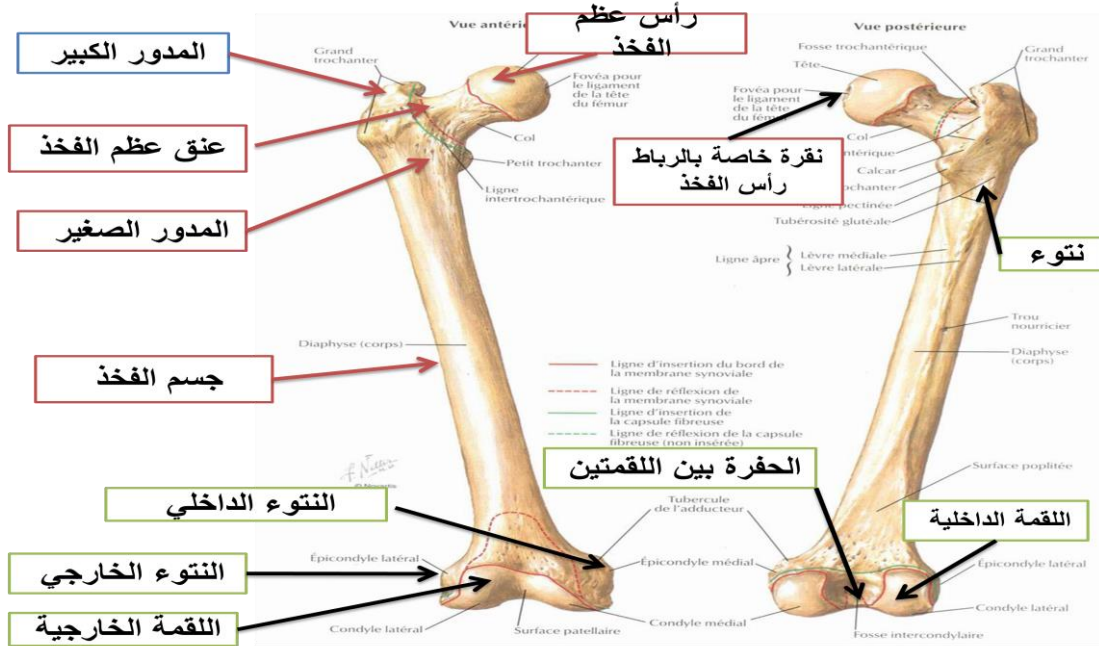 Vue antéri
رأس عظم
الفخذ
المدور الكبير
Grand
trochanter
Fovéa pour
le ligament
de la tête
du fémur
عنق عظم الفخذ
Col
Petit trochanter
Ligne
intertrochantérique
المدور الصغير
Diaphyse (corps)
جسم الفخذ
Ligne d'insertion du bord de
la membrane synoviale
Ligne de réflexion de
la membrane synoviale
Ligne d'insertion de
la capsule fibreuse
Ligne de réflexion de la capsule
fibreuse (non insérée)
النتوء الداخلي
Tubercule
de l'adducteur
Épicondyle latéral
النتوء الخارجي
Épicondyle médial
اللقمة الخارجية
Condyle latéral
Surface patellaire
Condyle médial
Vue postérieure
Fosse trochantérique
Grand
trochanter
Tête
Fovéa pour
le ligament
de la tête
du fémur
Col
ntérique
نقرة خاصة بالرباط
رأس الفخذ
Calcar
ochanter
pectinée
Tubérosité glutéale
نتوء
Ligne âpre
Lèvre médiale
Lèvre latérale
Trou
nourricier
Diaphyse
(corps)
الحفرة بين اللقمتين
Surface poplitée
اللقمة الداخلية
Épicondyle latéral
Condyle latéral
Fosse intercondylaire